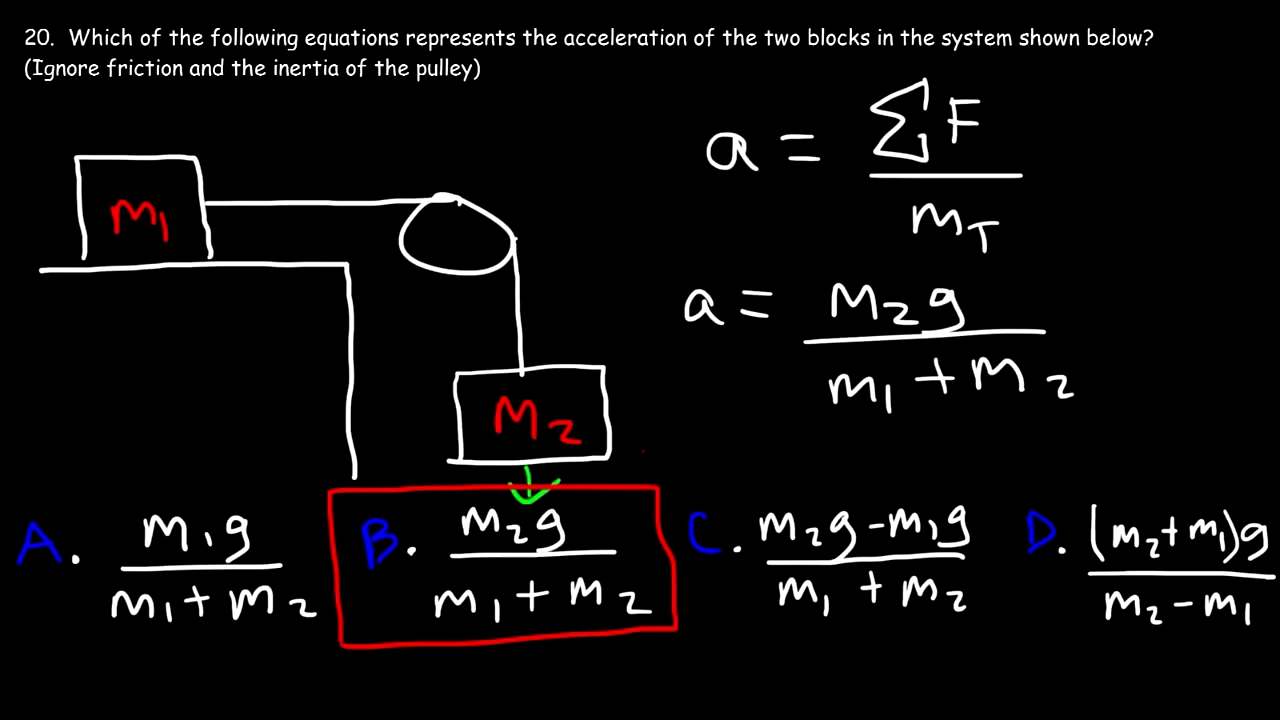 20. Which of the following equations represents the acceleration of the two blocks in the system shown below?
(Ignore friction and the inertia of the pulley)
a = ΣF / m_T
m₁
a = m₂g / m₁ + m₂
m₂
A. m₁g / m₁ + m₂
B. m₂g / m₁ + m₂
C. m₂g - m₁g / m₁ + m₂
D. (m₂ + m₁)g / m₂ - m₁